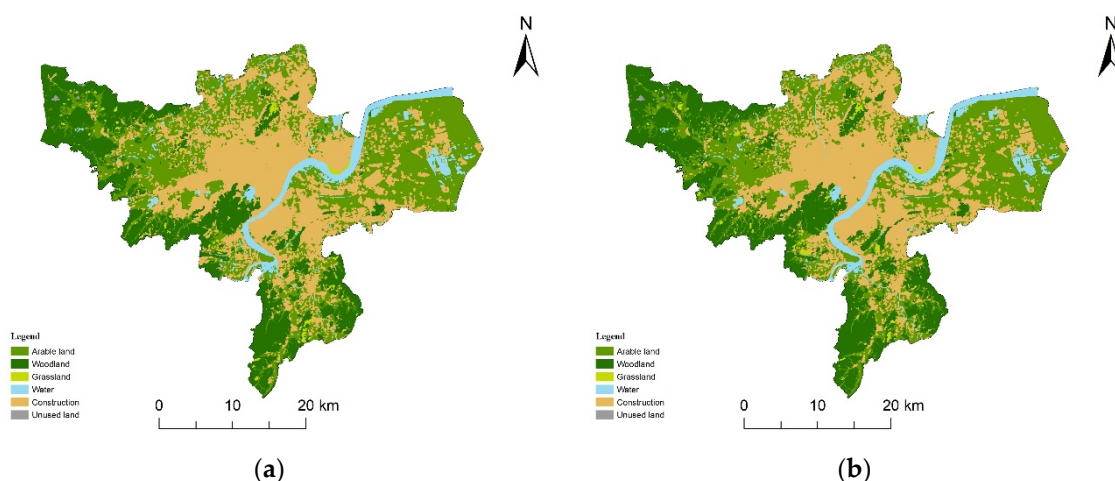 N
Legend
Arable land
Woodland
Grassland
Water
Construction
Unused land
0 10 20 km
(a)
N
Legend
Arable land
Woodland
Grassland
Water
Construction
Unused land
0 10 20 km
(b)